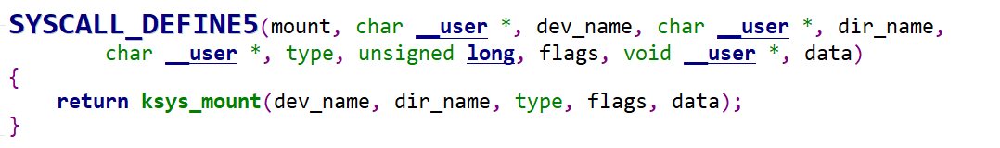 SYSCALL_DEFINE5(mount, char __user *, dev_name, char __user *, dir_name,
        char __user *, type, unsigned long, flags, void __user *, data)
{
    return ksys_mount(dev_name, dir_name, type, flags, data);
}